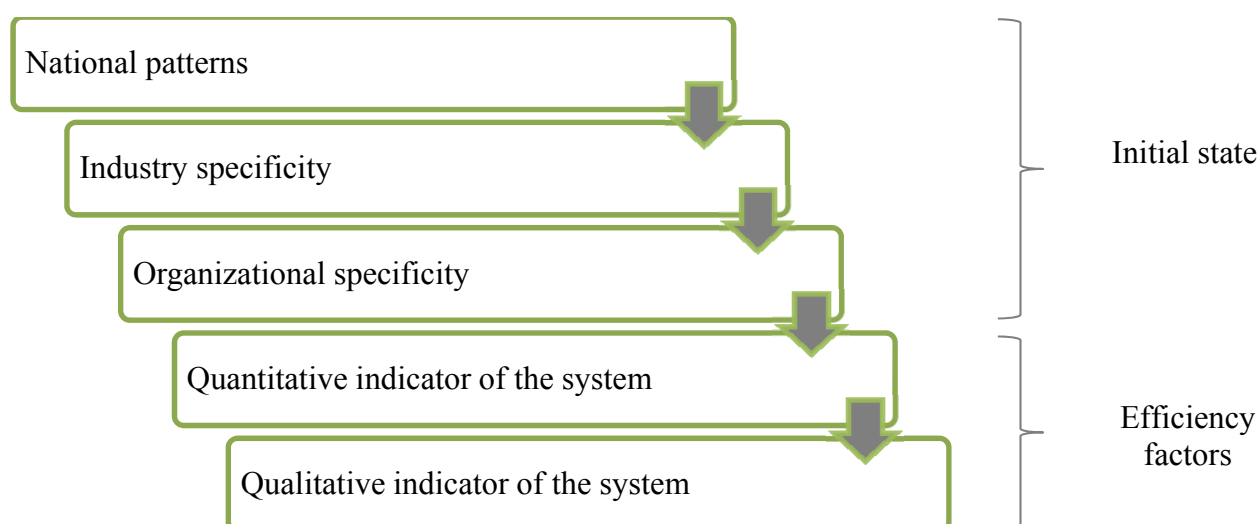 National patterns
Industry specificity
Initial state
Organizational specificity
Quantitative indicator of the system
Efficiency
factors
Qualitative indicator of the system